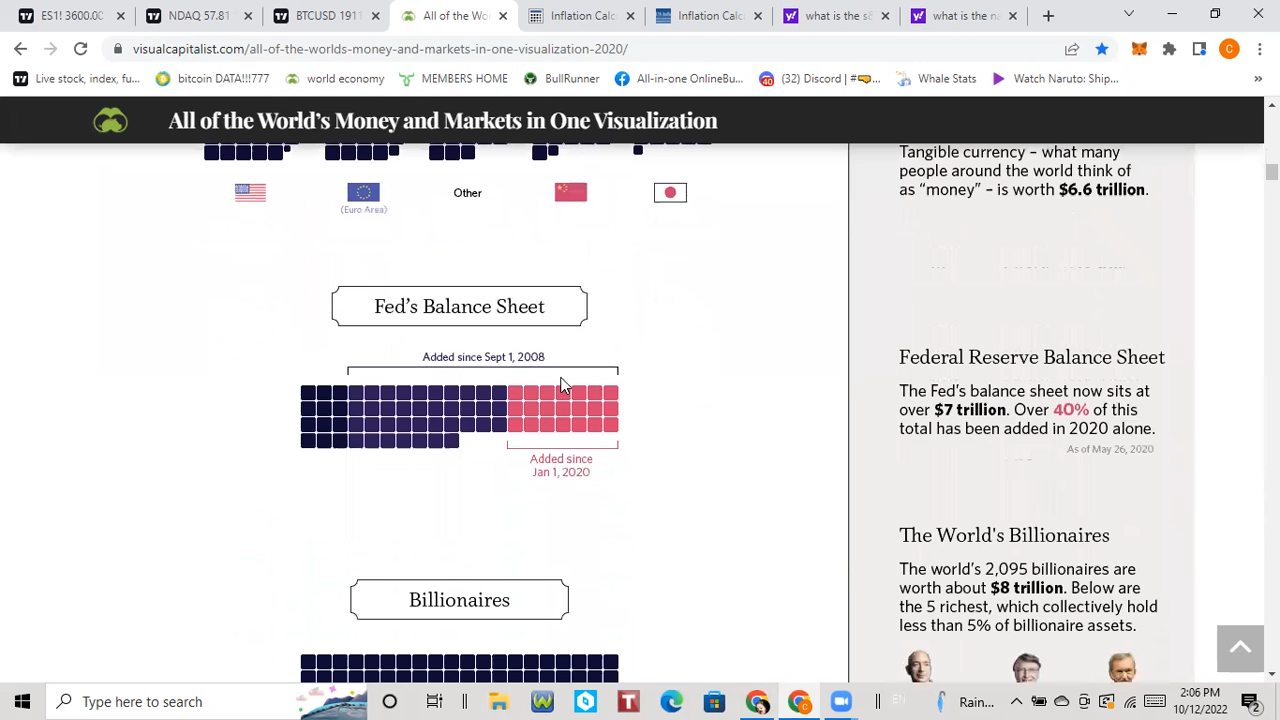 ES1! 3600.0
NDAQ 57.81
BTCUSD 19
All of the Wo
Inflation Calc
Inflation Calc
what is the s&
what is the na
visualcapitalist.com/all-of-the-worlds-money-and-markets-in-one-visualization-2020/
C
Live stock, index, fu...
bitcoin DATA!!!777
world economy
MEMBERS HOME
BullRunner
All-in-one OnlineBu...
(32) Discord |
Whale Stats
Watch Naruto: Ship...
»
All of the World's Money and Markets in One Visualization
Tangible currency – what many
people around the world think of
as "money" – is worth $6.6 trillion.
Other
(Euro Area)
Fed's Balance Sheet
Added since Sept 1, 2008
Added since
Jan 1, 2020
Federal Reserve Balance Sheet
The Fed's balance sheet now sits at
over $7 trillion. Over 40% of this
total has been added in 2020 alone.
As of May 26, 2020
The World's Billionaires
The world's 2,095 billionaires are
worth about $8 trillion. Below are
the 5 richest, which collectively hold
less than 5% of billionaire assets.
Billionaires
Type here to search
EN
Rain...
2:06 PM
10/12/2022
2